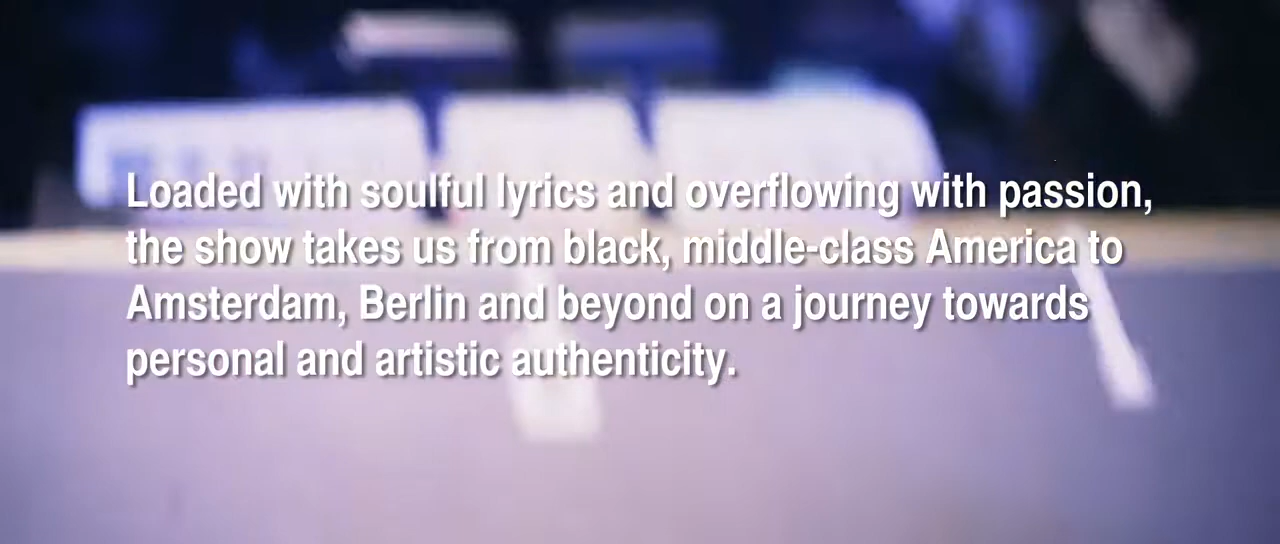 Loaded with soulful lyrics and overflowing with passion,
the show takes us from black, middle-class America to
Amsterdam, Berlin and beyond on a journey towards
personal and artistic authenticity.